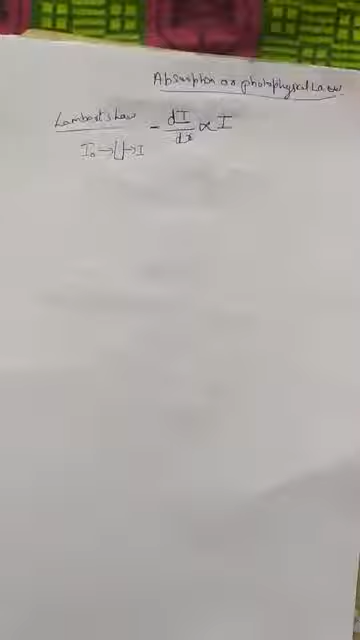 Absorption or photophysical Laws
Lambert's Law - dI/dx ∝ I
I₀ → → I